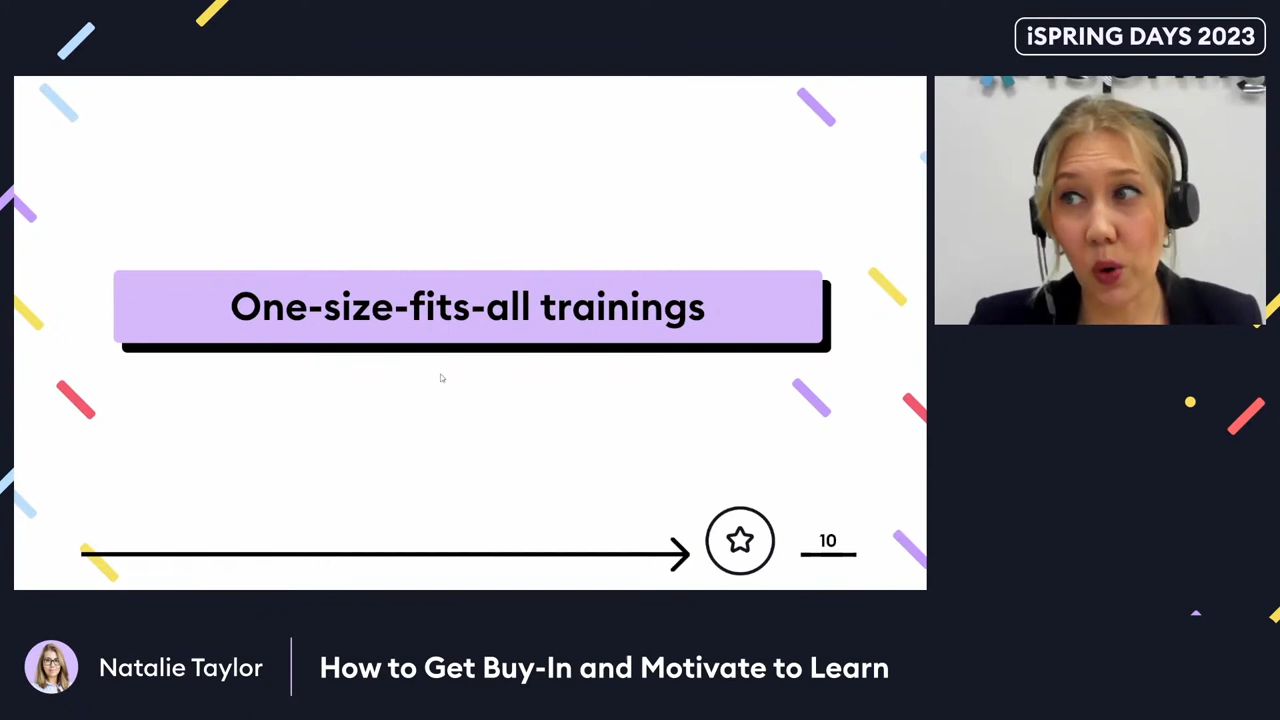 iSPRING DAYS 2023
One-size-fits-all trainings
10
Natalie Taylor
How to Get Buy-In and Motivate to Learn